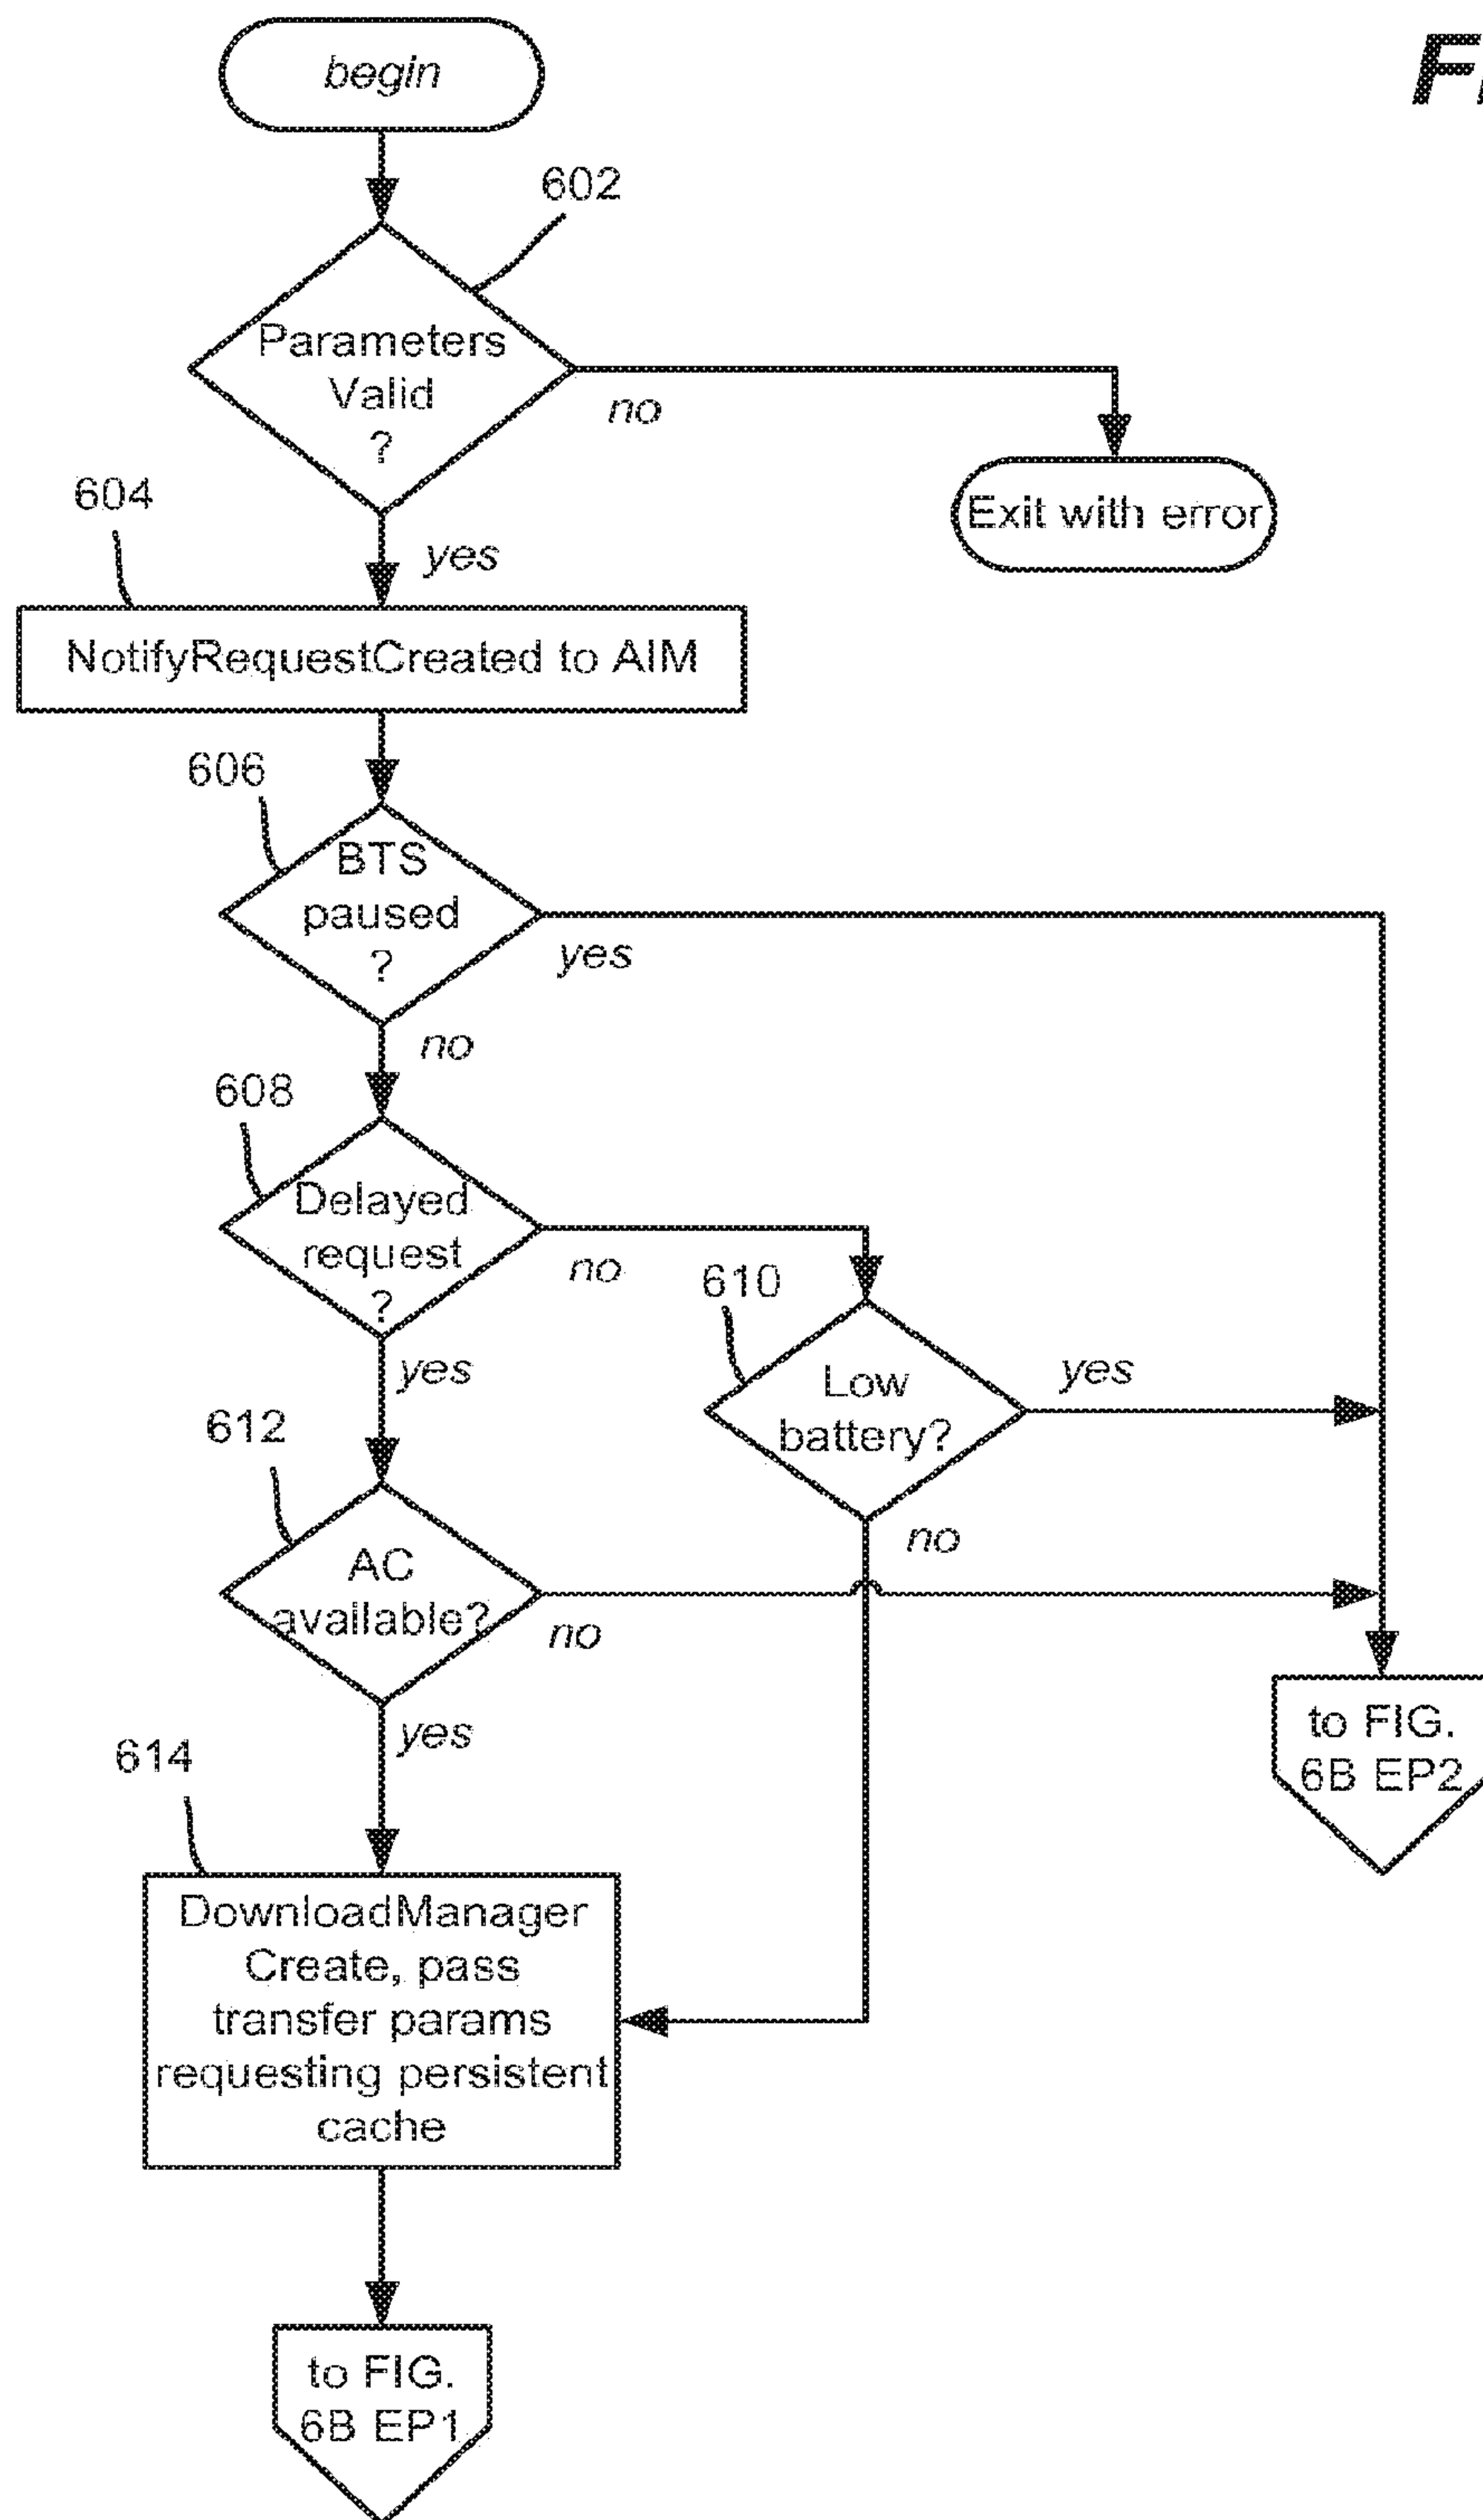 begin
602
Parameters
Valid
?
no
Exit with error
604
yes
NotifyRequestCreated to AIM
606
BTS
paused
?
yes
no
608
Delayed
request
?
no
610
yes
Low
battery?
yes
612
no
AC
available?
no
yes
to FIG.
6B EP2
614
DownloadManager
Create, pass
transfer params
requesting persistent
cache
to FIG.
6B EP1